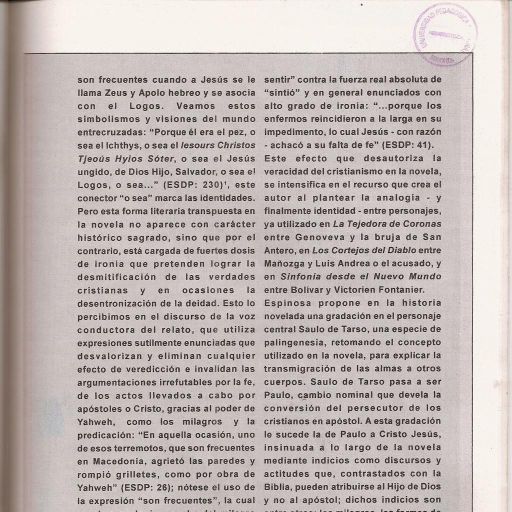 UNIVERSIDAD PEDAGOGICA
son frecuentes cuando a Jesús se le
llama Zeus y Apolo hebreo y se asocia
con el Logos. Veamos estos
simbolismos y visiones del mundo
entrecruzadas: “Porque él era el pez, o
sea el Ichthys, o sea el Iesours Christos
Tjeoüs Hyios Sóter, o sea el Jesús
ungido, de Dios Hijo, Salvador, o sea el
Logos, o sea...” (ESDP: 230)¹, este
conector “o sea” marca las identidades.
Pero esta forma literaria transpuesta en
la novela no aparece con carácter
histórico sagrado, sino que por el
contrario, está cargada de fuertes dosis
de ironia que pretenden lograr la
desmitificación de las verdades
cristianas y en ocasiones la
desentronización de la deidad. Esto lo
percibimos en el discurso de la voz
conductora del relato, que utiliza
expresiones sutilmente enunciadas que
desvalorizan y eliminan cualquier
efecto de veredicción e invalidan las
argumentaciones irrefutables por la fe,
de los actos llevados a cabo por
apóstoles o Cristo, gracias al poder de
Yahweh, como los milagros y la
predicación: “En aquella ocasión, uno
de esos terremotos, que son frecuentes
en Macedonia, agrietó las paredes y
rompió grilletes, como por obra de
Yahweh” (ESDP: 26); nótese el uso de
la expresión “son frecuentes”, la cual
sentir” contra la fuerza real absoluta de
“sintió” y en general enunciados con
alto grado de ironia: “...porque los
enfermos reincidieron a la larga en su
impedimento, lo cual Jesús - con razón
- achacó a su falta de fe” (ESDP: 41).
Este efecto que desautoriza la
veracidad del cristianismo en la novela,
se intensifica en el recurso que crea el
autor al plantear la analogía - y
finalmente identidad - entre personajes,
ya utilizado en La Tejedora de Coronas
entre Genoveva y la bruja de San
Antero, en Los Cortejos del Diablo entre
Mañozga y Luis Andrea o el acusado, y
en Sinfonía desde el Nuevo Mundo
entre Bolivar y Victorien Fontanier.
Espinosa propone en la historia
novelada una gradación en el personaje
central Saulo de Tarso, una especie de
palingenesia, retomando el concepto
utilizado en la novela, para explicar la
transmigración de las almas a otros
cuerpos. Saulo de Tarso pasa a ser
Paulo, cambio nominal que devela la
conversión del persecutor de los
cristianos en apóstol. A esta gradación
le sucede la de Paulo a Cristo Jesús,
insinuada a lo largo de la novela
mediante indicios como discursos y
actitudes que, contrastados con la
Biblia, pueden atribuirse al Hijo de Dios
y no al apóstol; dichos indicios son